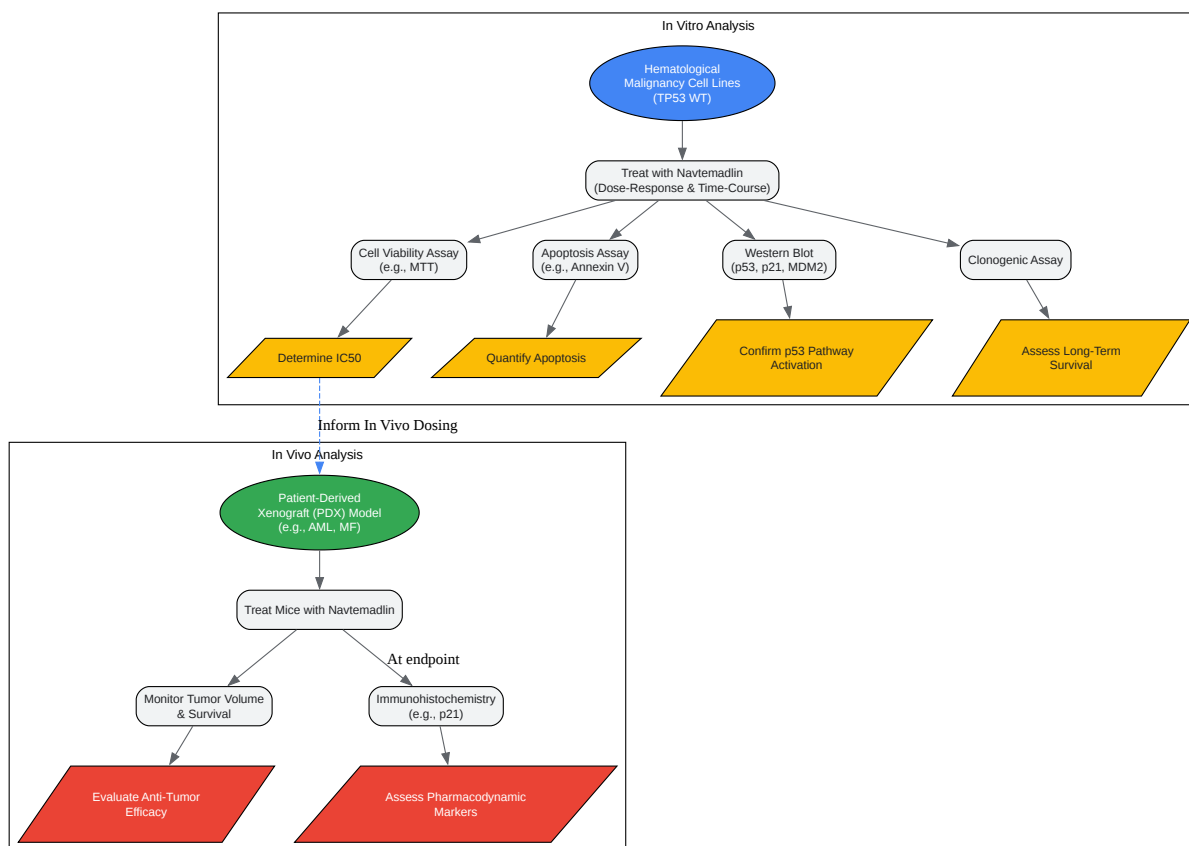 In Vitro Analysis
Hematological
Malignancy Cell Lines
(TP53 WT)
Treat with Navtemadlin
(Dose-Response & Time-Course)
Cell Viability Assay
(e.g., MTT)
Apoptosis Assay
(e.g., Annexin V)
Western Blot
(p53, p21, MDM2)
Clonogenic Assay
Determine IC50
Quantify Apoptosis
Confirm p53 Pathway
Activation
Assess Long-Term
Survival
Inform In Vivo Dosing
In Vivo Analysis
Patient-Derived
Xenograft (PDX) Model
(e.g., AML, MF)
Treat Mice with Navtemadlin
At endpoint
Monitor Tumor Volume
& Survival
Immunohistochemistry
(e.g., p21)
Evaluate Anti-Tumor
Efficacy
Assess Pharmacodynamic
Markers